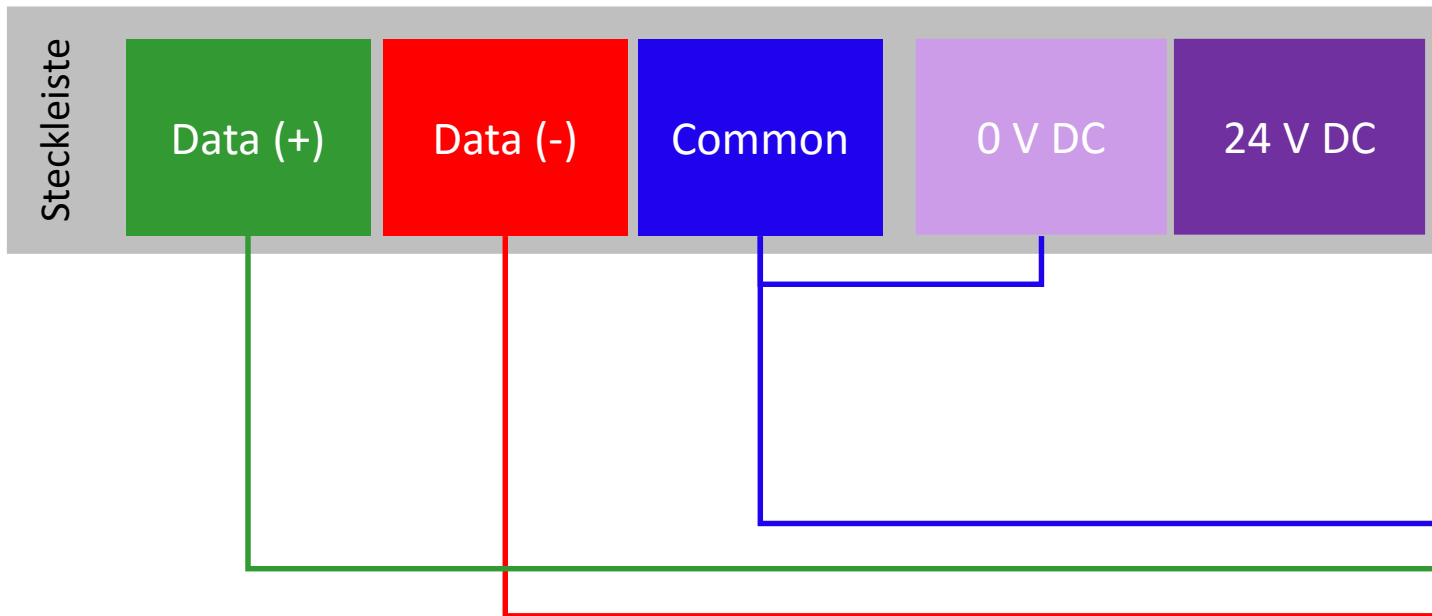 Steckleiste
Data (+)
Data (-)
Common
0 V DC
24 V DC